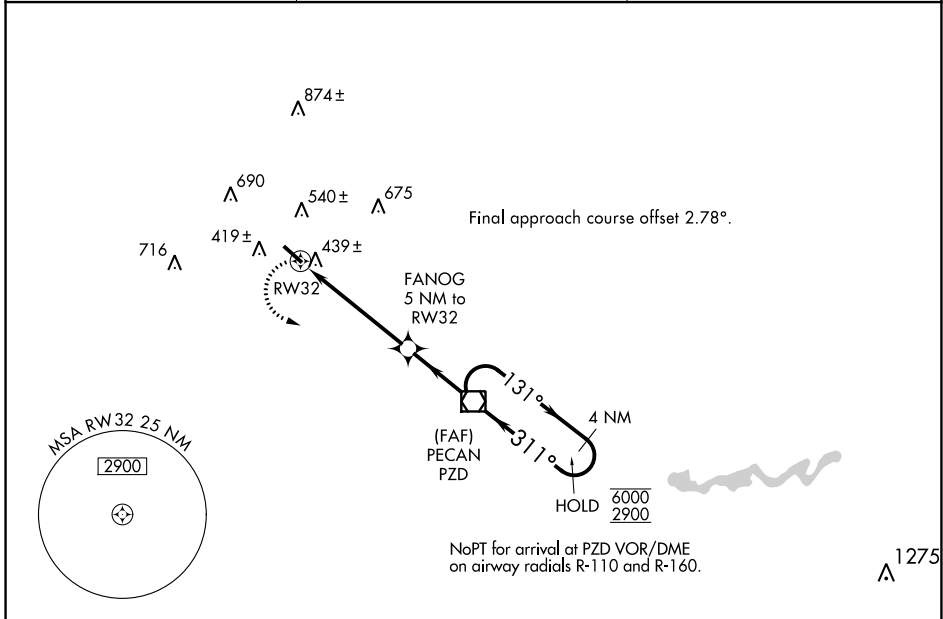 874±
690
540±
675
Final approach course offset 2.78°.
716
419±
439±
RW32
FANOG
5 NM to
RW32
131°
4 NM
311°
(FAF)
PECAN
PZD
MSA RW32 25 NM
2900
HOLD
6000
2900
NoPT for arrival at PZD VOR/DME
on airway radials R-110 and R-160.
1275